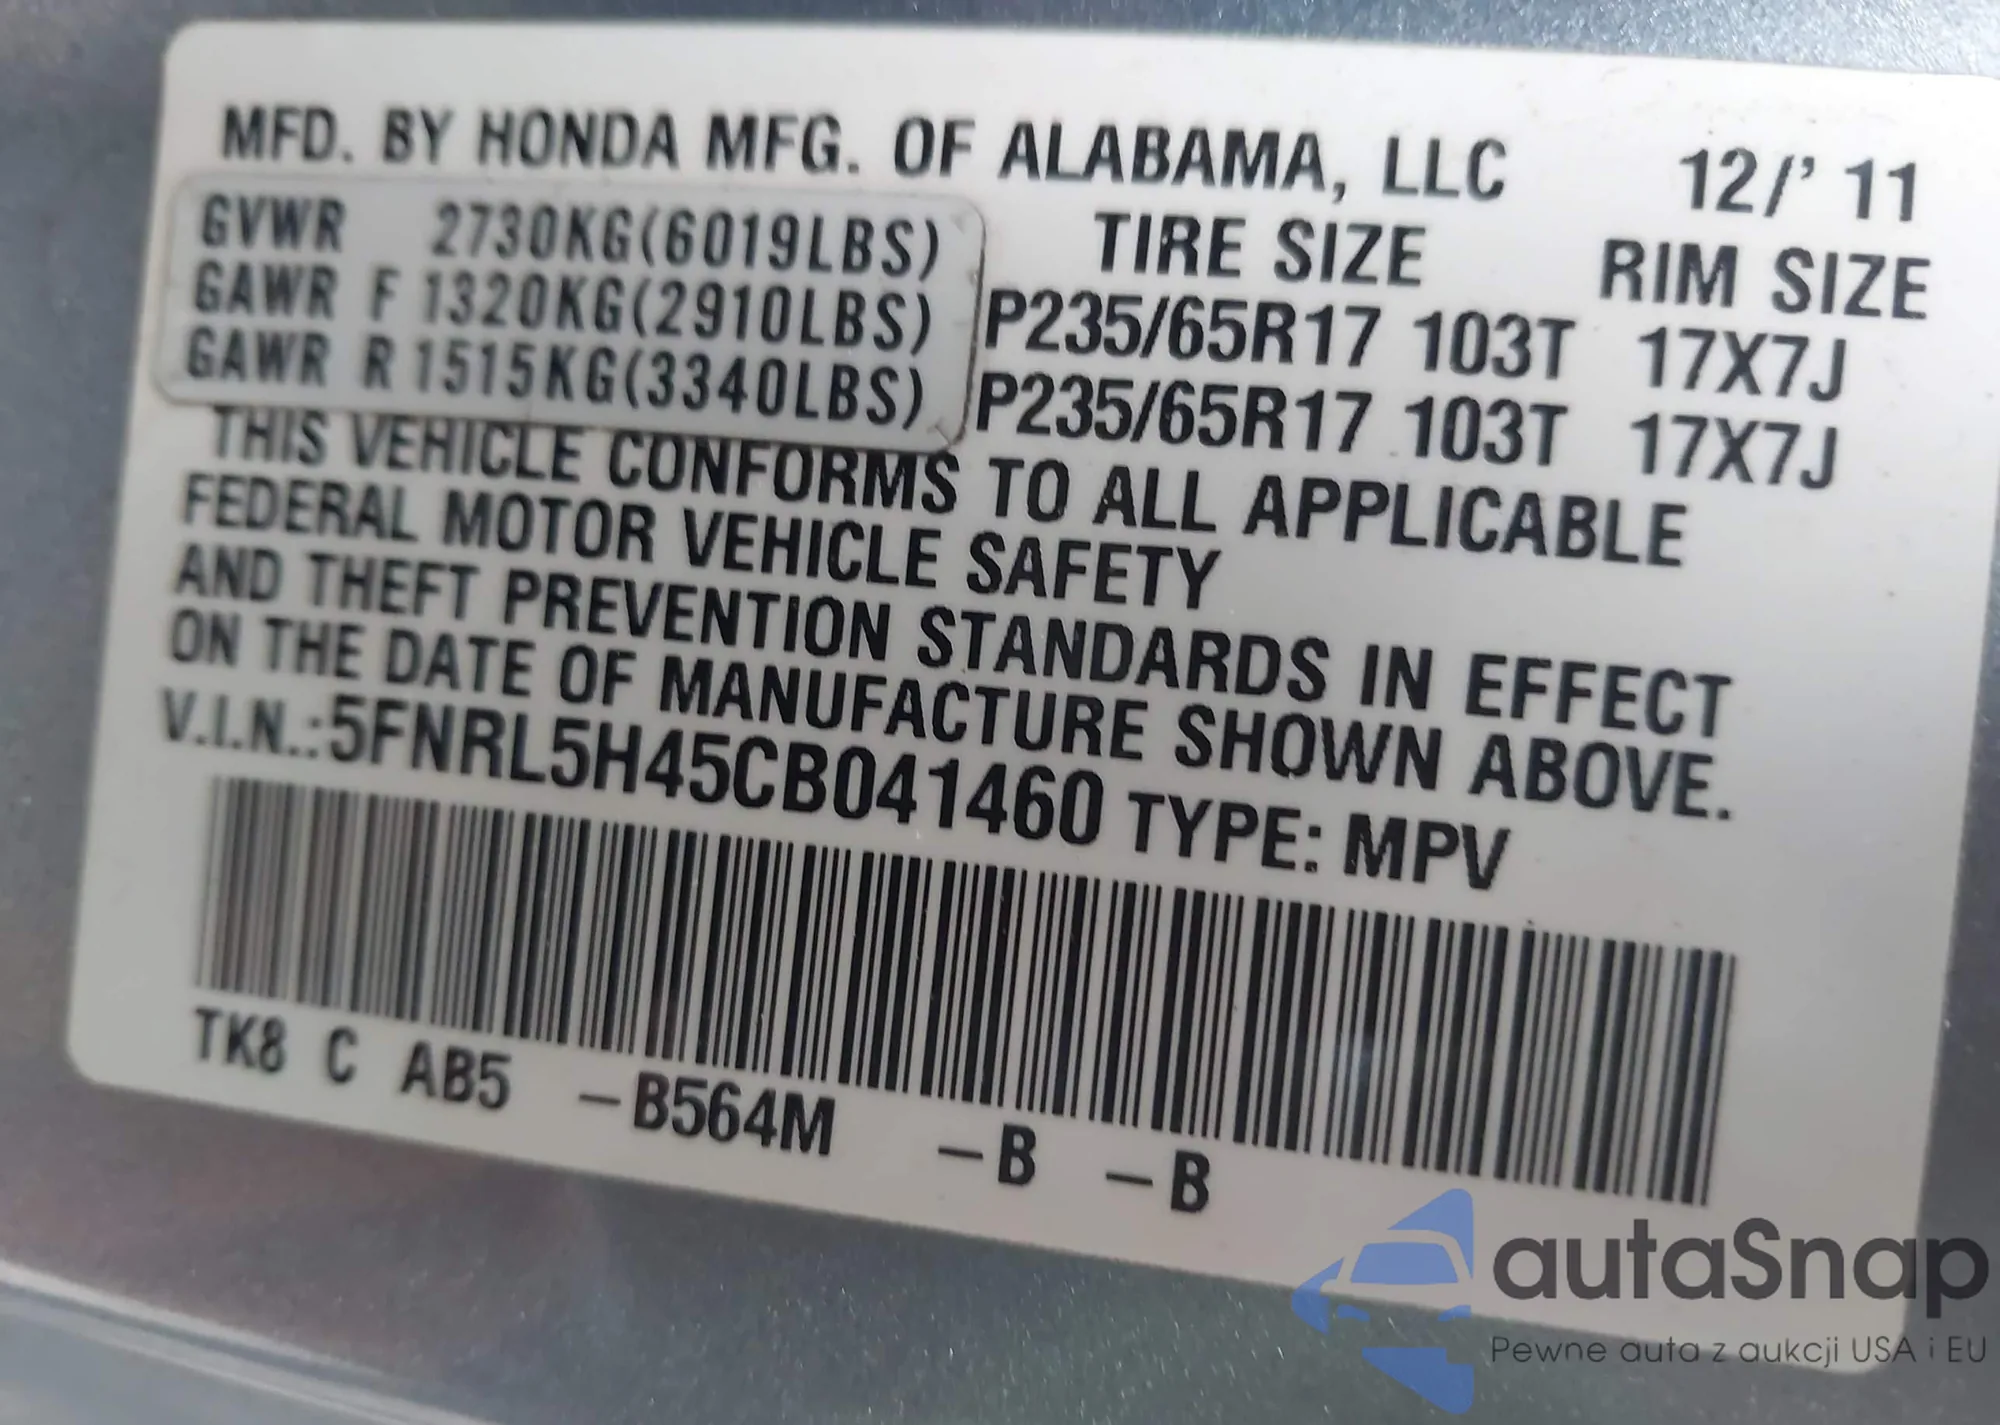 MFD. BY HONDA MFG. OF ALABAMA, LLC 12/' 11
TIRE SIZE RIM SIZE
GVWR 2730KG(6019LBS)
GAWR F 1320KG(2910LBS) P235/65R17 103T 17X7J
GAWR R 1515KG(3340LBS) P235/65R17 103T 17X7J
THIS VEHICLE CONFORMS TO ALL APPLICABLE
FEDERAL MOTOR VEHICLE SAFETY
AND THEFT PREVENTION STANDARDS IN EFFECT
ON THE DATE OF MANUFACTURE SHOWN ABOVE.
V.I.N.:5FNRL5H45CB041460 TYPE: MPV
TK8 C AB5 –B564M –B –B
autaSnap
Pewne auta z aukcji USA i EU